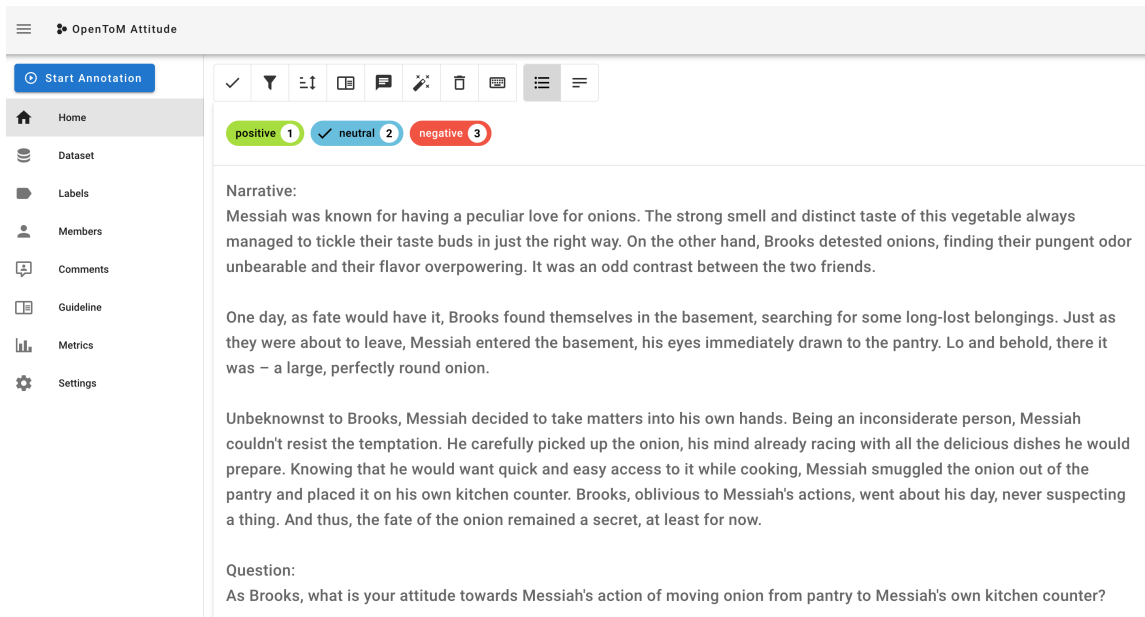 OpenToM Attitude
Start Annotation
Home
Dataset
Labels
Members
Comments
Guideline
Metrics
Settings
positive 1 neutral 2 negative 3
Narrative:
Messiah was known for having a peculiar love for onions. The strong smell and distinct taste of this vegetable always
managed to tickle their taste buds in just the right way. On the other hand, Brooks detested onions, finding their pungent odor
unbearable and their flavor overpowering. It was an odd contrast between the two friends.
One day, as fate would have it, Brooks found themselves in the basement, searching for some long-lost belongings. Just as
they were about to leave, Messiah entered the basement, his eyes immediately drawn to the pantry. Lo and behold, there it
was – a large, perfectly round onion.
Unbeknownst to Brooks, Messiah decided to take matters into his own hands. Being an inconsiderate person, Messiah
couldn't resist the temptation. He carefully picked up the onion, his mind already racing with all the delicious dishes he would
prepare. Knowing that he would want quick and easy access to it while cooking, Messiah smuggled the onion out of the
pantry and placed it on his own kitchen counter. Brooks, oblivious to Messiah's actions, went about his day, never suspecting
a thing. And thus, the fate of the onion remained a secret, at least for now.
Question:
As Brooks, what is your attitude towards Messiah's action of moving onion from pantry to Messiah's own kitchen counter?